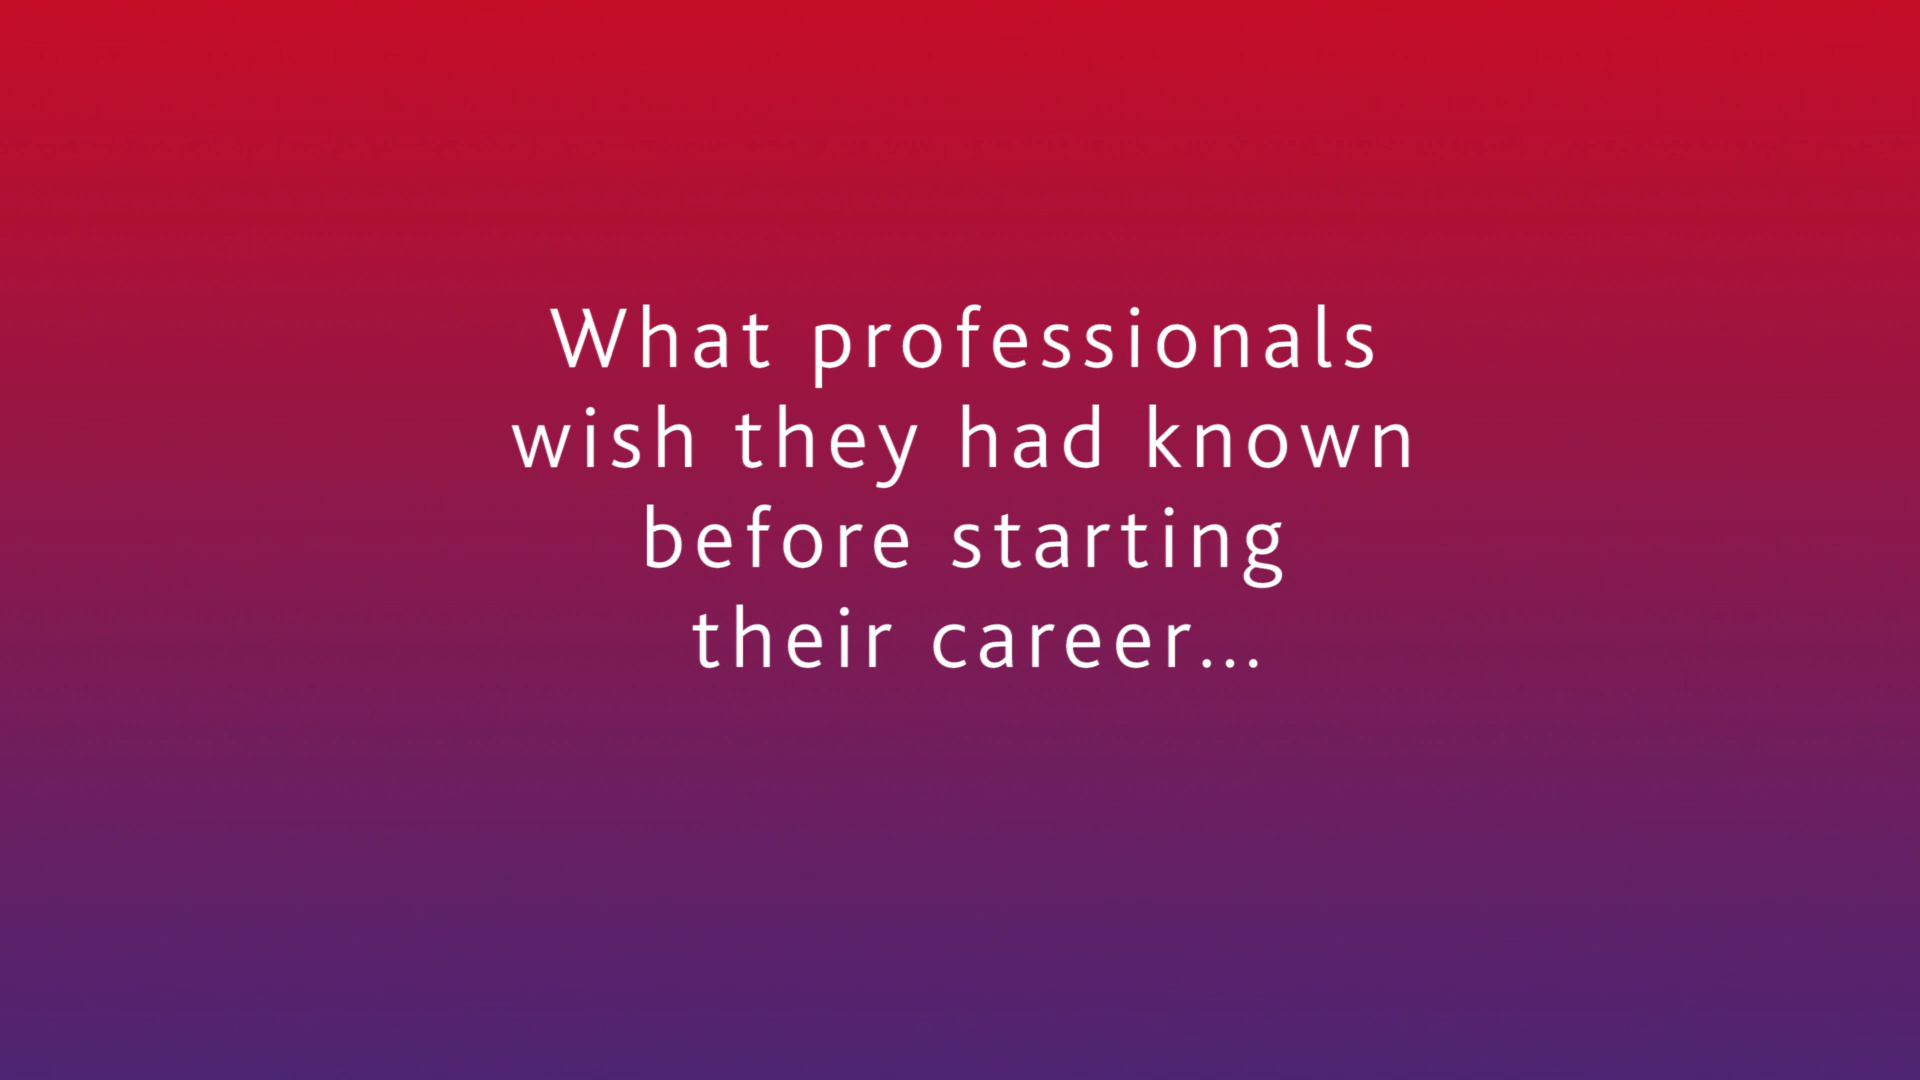 What professionals
wish they had known
before starting
their career...